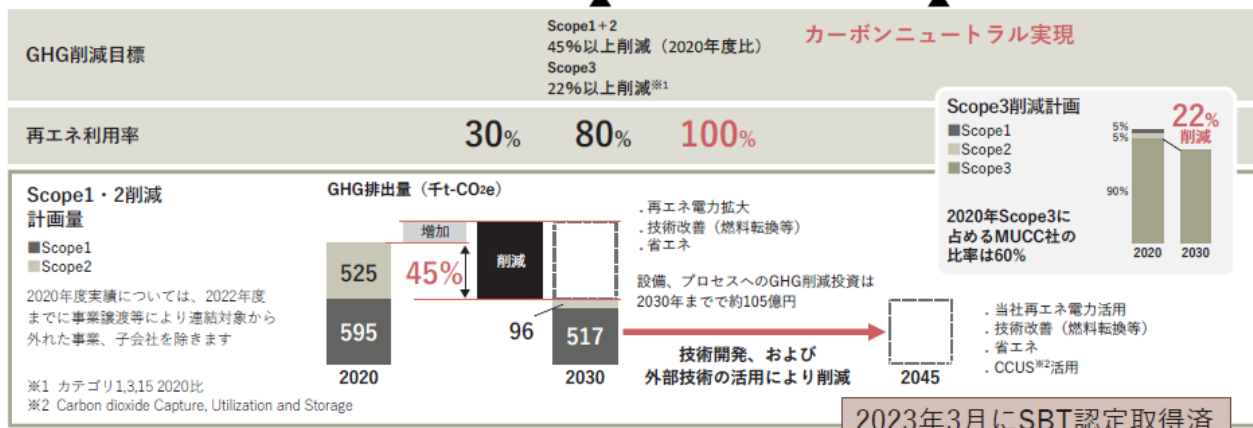 GHG削減目標
Scope1+2
45%以上削減（2020年度比）
Scope3
22%以上削減※1
カーボンニュートラル実現
再エネ利用率
30%
80%
100%
Scope3削減計画
■Scope1
■Scope2
■Scope3
5%
5%
90%
22%
削減
2020
2030
2020年Scope3に
占めるMUCC社の
比率は60%
Scope1・2削減
計画量
■Scope1
■Scope2
2020年度実績については、2022年度
までに事業譲渡等により連結対象から
外れた事業、子会社を除きます
※1 カテゴリ1,3,15 2020比
※2 Carbon dioxide Capture, Utilization and Storage
GHG排出量（千t-CO2e）
525
595
2020
増加
45%
削減
96
517
2030
. 再エネ電力拡大
. 技術改善（燃料転換等）
. 省エネ
設備、プロセスへのGHG削減投資は
2030年までで約105億円
技術開発、および
外部技術の活用により削減
2045
. 当社再エネ電力活用
. 技術改善（燃料転換等）
. 省エネ
. CCUS※2活用
2023年3月にSBT認定取得済